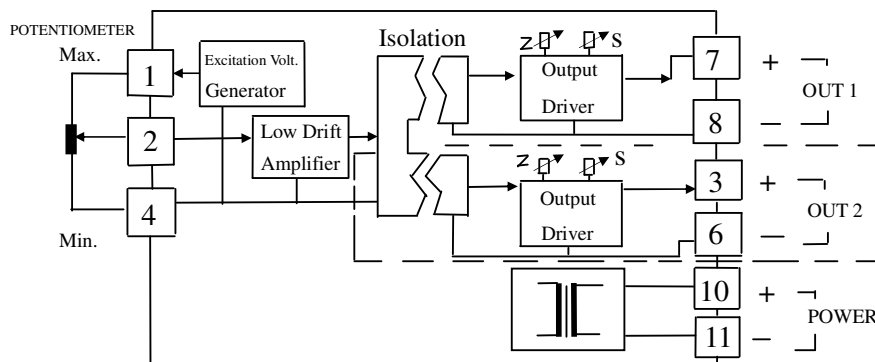 POTENTIOMETER
Max.
1
Excitation Volt.
Generator
2
Low Drift
Amplifier
4
Min.
Isolation
Z
S
Output
Driver
7
+
OUT 1
8
−
Z
S
Output
Driver
3
+
OUT 2
6
−
10
+
POWER
11
−